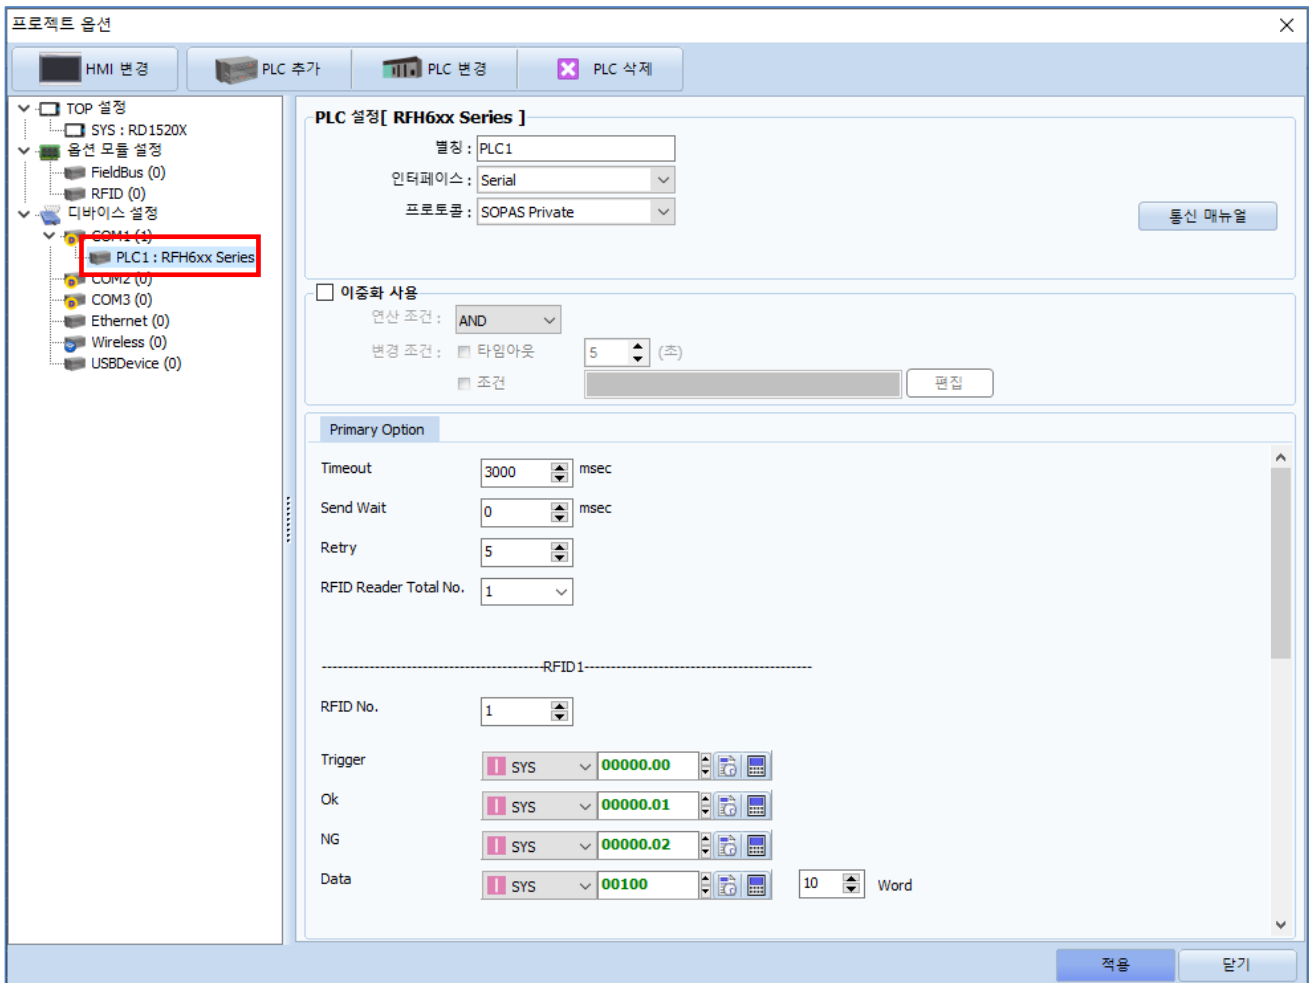 프로젝트 옵션
HMI 변경
PLC 추가
PLC 변경
PLC 삭제
TOP 설정
SYS : RD1520X
옵션 모듈 설정
FieldBus (0)
RFID (0)
디바이스 설정
COM1 (1)
PLC1 : RFH6xx Series
COM2 (0)
COM3 (0)
Ethernet (0)
Wireless (0)
USBDevice (0)
PLC 설정[ RFH6xx Series ]
별칭 : PLC1
인터페이스 : Serial
프로토콜 : SOPAS Private
통신 매뉴얼
이중화 사용
연산 조건 : AND
변경 조건 : 타임아웃 5 (초)
조건 편집
Primary Option
Timeout 3000 msec
Send Wait 0 msec
Retry 5
RFID Reader Total No. 1
------------------------------------------RFID1-------------------------------------------
RFID No. 1
Trigger SYS 00000.00
Ok SYS 00000.01
NG SYS 00000.02
Data SYS 00100 10 Word
적용
닫기